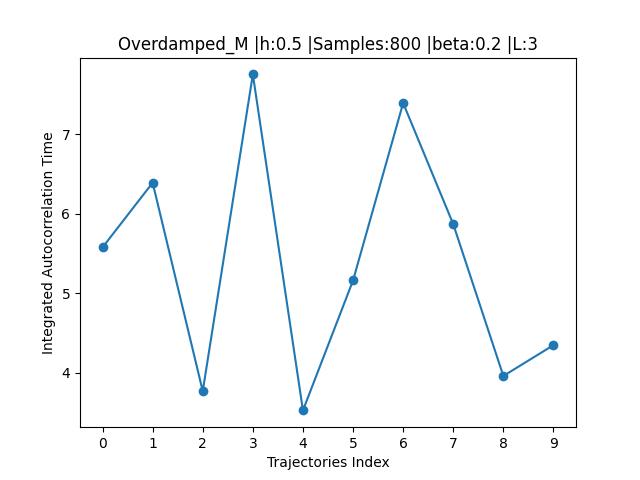 Overdamped_M |h:0.5 |Samples:800 |beta:0.2 |L:3
Integrated Autocorrelation Time
7
6
5
4
0 1 2 3 4 5 6 7 8 9
Trajectories Index